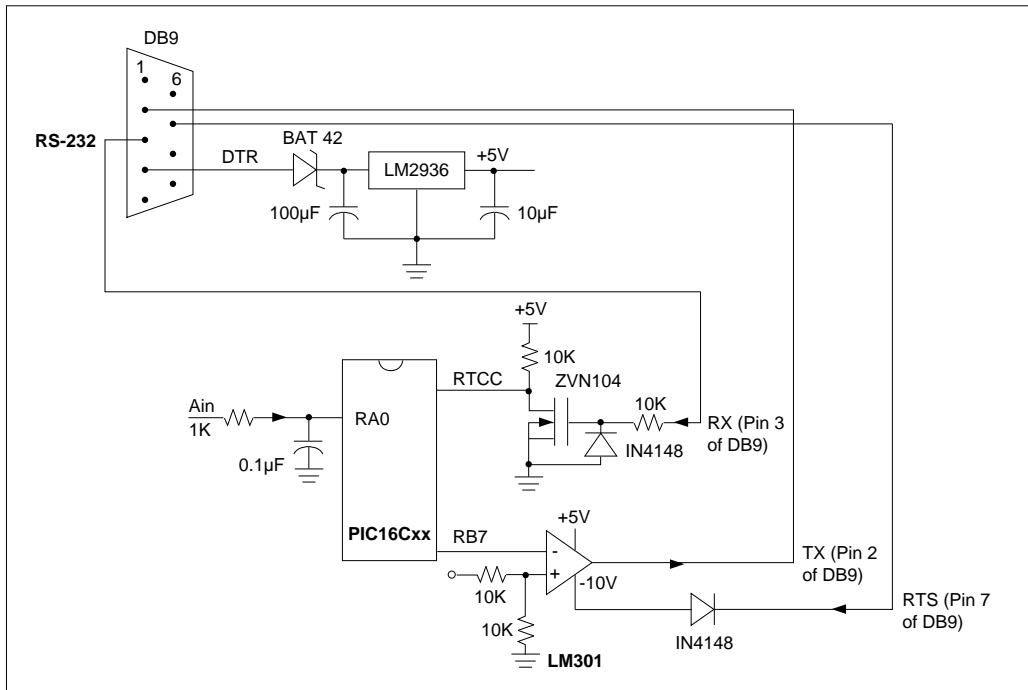 DB9
1
6
RS-232
DTR
BAT 42
LM2936
+5V
100µF
10µF
+5V
10K
RTCC
ZVN104
10K
RX (Pin 3
of DB9)
IN4148
Ain
1K
RA0
0.1µF
PIC16Cxx
RB7
+5V
-
+
-10V
TX (Pin 2
of DB9)
10K
10K
LM301
IN4148
RTS (Pin 7
of DB9)